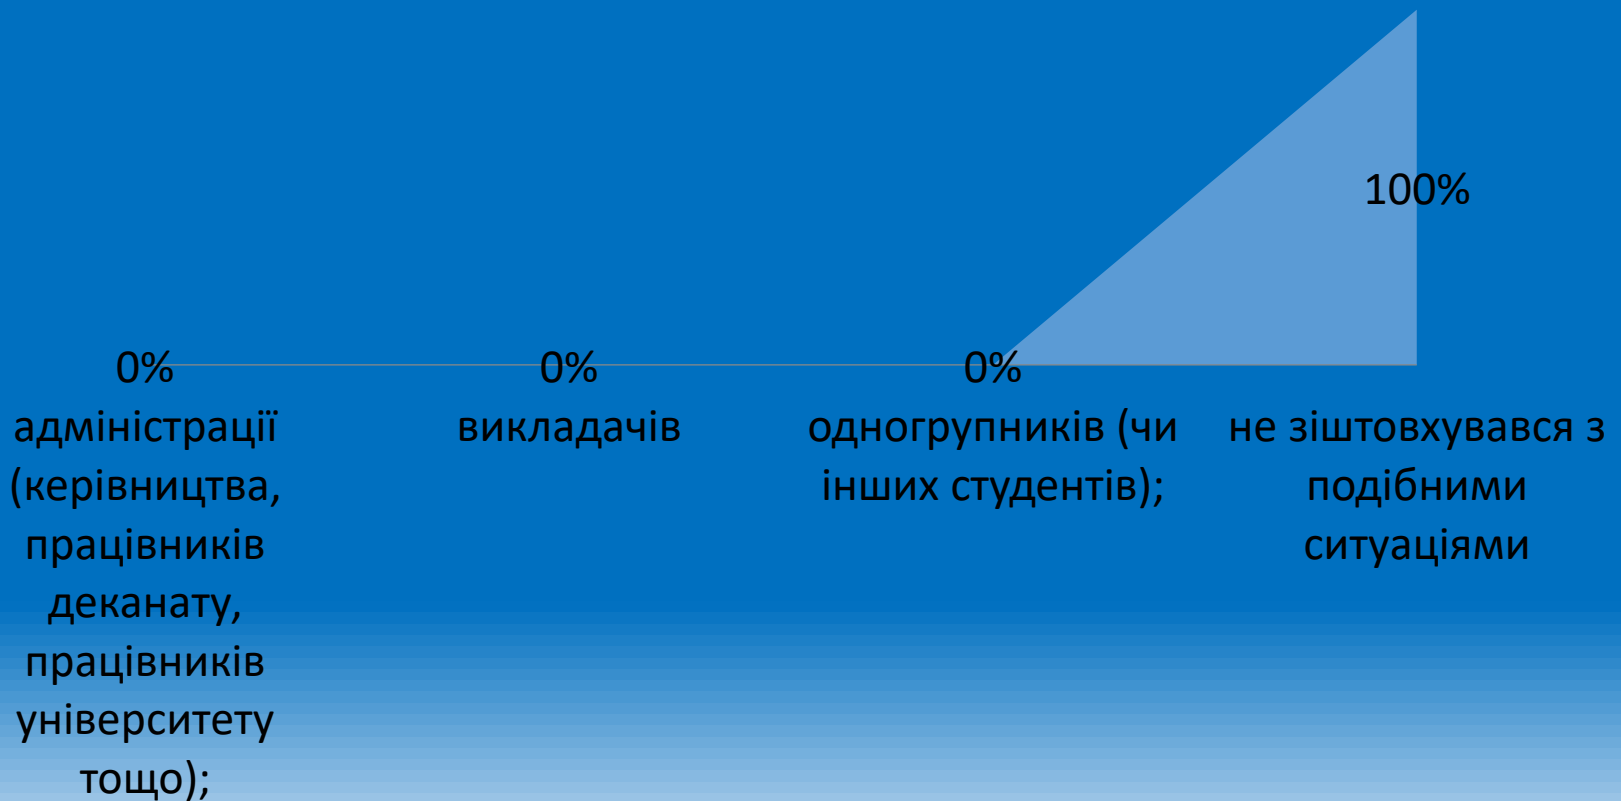 100%
0%
0%
0%
адміністрації
(керівництва,
працівників
деканату,
працівників
університету
тощо);
викладачів
одногрупників (чи
інших студентів);
не зіштовхувався з
подібними
ситуаціями